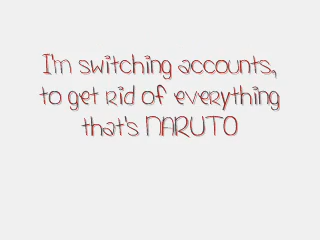 I'm switching accounts,
to get rid of everything
that's NARUTO